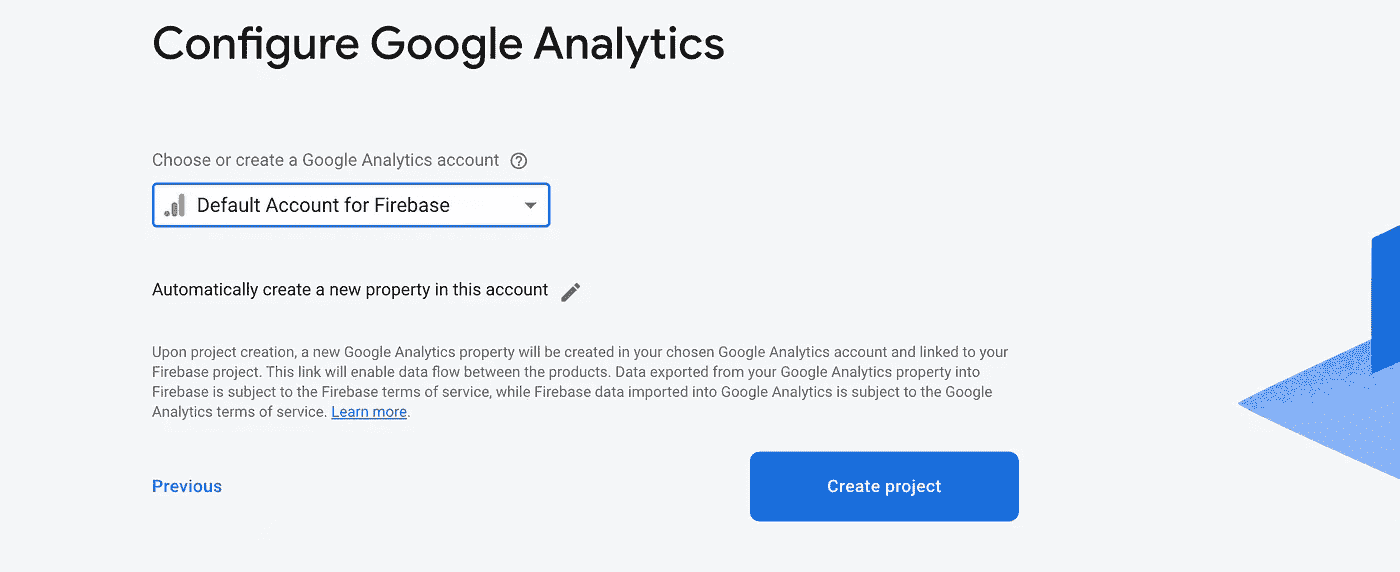 Configure Google Analytics
Choose or create a Google Analytics account
Default Account for Firebase
Automatically create a new property in this account
Upon project creation, a new Google Analytics property will be created in your chosen Google Analytics account and linked to your
Firebase project. This link will enable data flow between the products. Data exported from your Google Analytics property into
Firebase is subject to the Firebase terms of service, while Firebase data imported into Google Analytics is subject to the Google
Analytics terms of service. Learn more.
Previous
Create project